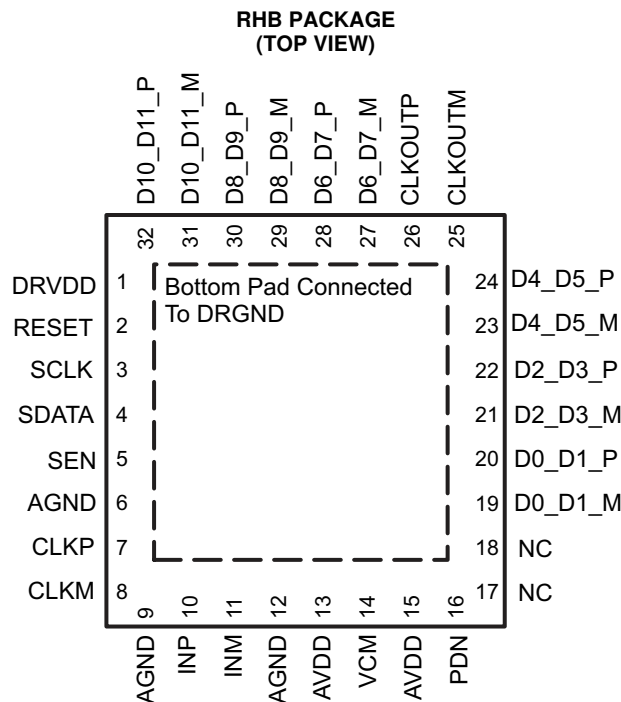 RHB PACKAGE
(TOP VIEW)
D10_D11_P
D10_D11_M
D8_D9_P
D8_D9_M
D6_D7_P
D6_D7_M
CLKOUTP
CLKOUTM
32
31
30
29
28
27
26
25
DRVDD 1
RESET 2
SCLK 3
SDATA 4
SEN 5
AGND 6
CLKP 7
CLKM 8
Bottom Pad Connected
To DRGND
24 D4_D5_P
23 D4_D5_M
22 D2_D3_P
21 D2_D3_M
20 D0_D1_P
19 D0_D1_M
18 NC
17 NC
9
10
11
12
13
14
15
16
AGND
INP
INM
AGND
AVDD
VCM
AVDD
PDN